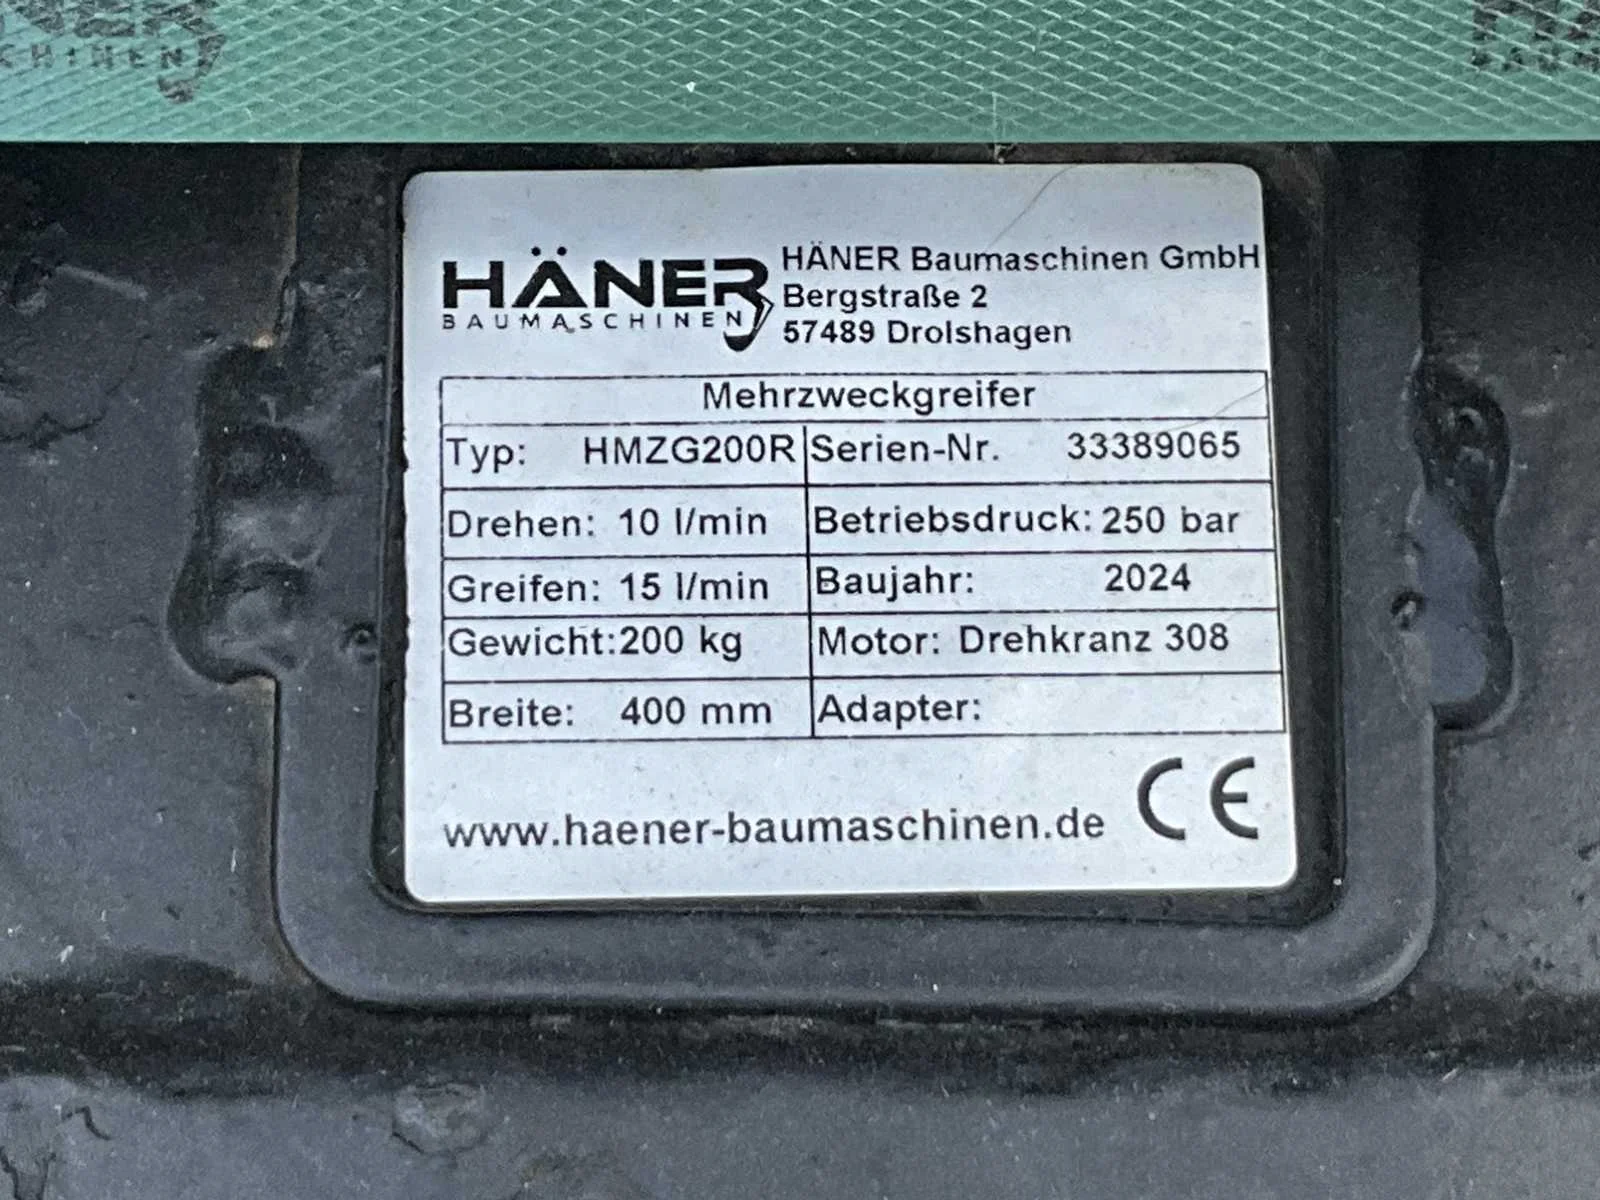 HÄNER
BAUMASCHINEN
HÄNER Baumaschinen GmbH
Bergstraße 2
57489 Drolshagen
Mehrzweckgreifer
Typ: HMZG200R Serien-Nr. 33389065
Drehen: 10 l/min Betriebsdruck: 250 bar
Greifen: 15 l/min Baujahr: 2024
Gewicht: 200 kg Motor: Drehkranz 308
Breite: 400 mm Adapter:
www.haener-baumaschinen.de CE